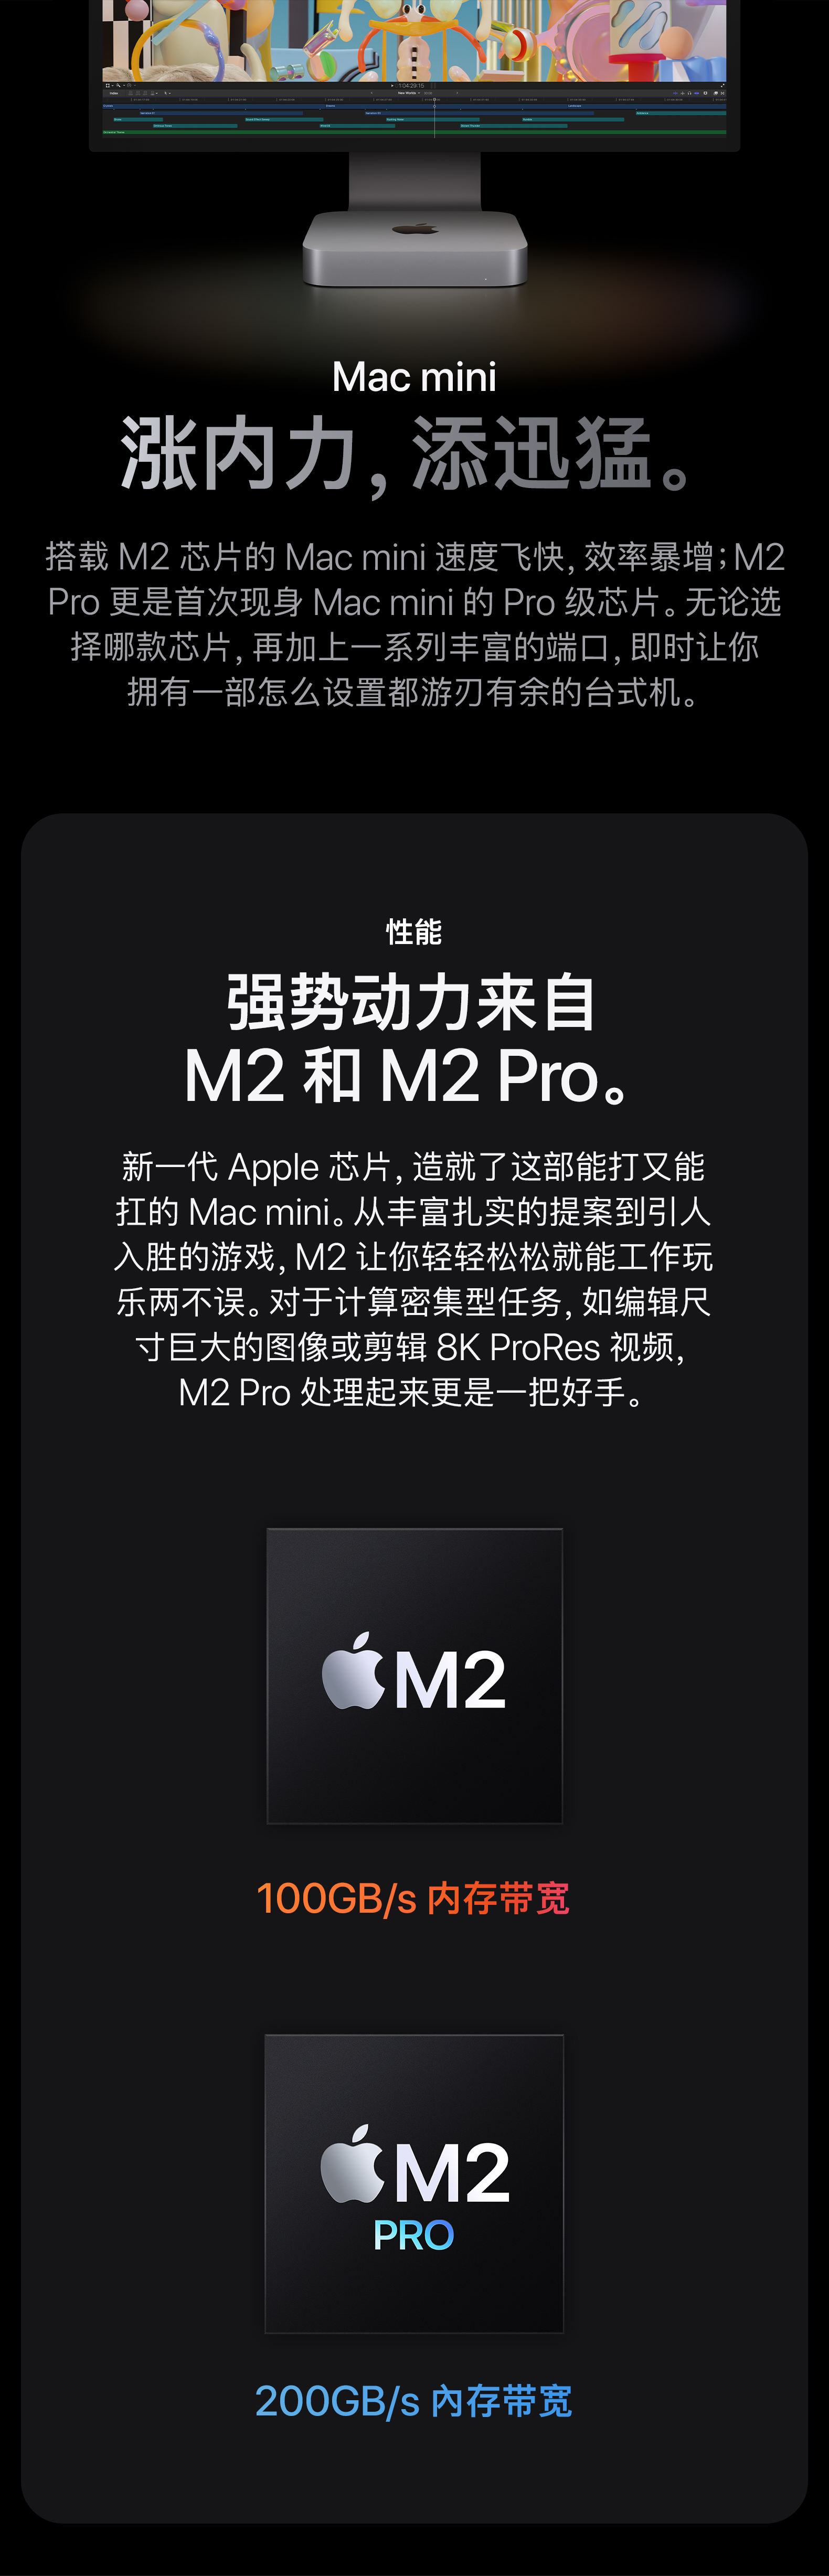 1:04:29:15
Mac mini
涨内力，添迅猛。
搭载 M2 芯片的 Mac mini 速度飞快，效率暴增；M2
Pro 更是首次现身 Mac mini 的 Pro 级芯片。无论选
择哪款芯片，再加上一系列丰富的端口，即时让你
拥有一部怎么设置都游刃有余的台式机。
性能
强势动力来自
M2 和 M2 Pro。
新一代 Apple 芯片，造就了这部能打又能
扛的 Mac mini。从丰富扎实的提案到引人
入胜的游戏，M2 让你轻轻松松就能工作玩
乐两不误。对于计算密集型任务，如编辑尺
寸巨大的图像或剪辑 8K ProRes 视频，
M2 Pro 处理起来更是一把好手。
M2
100GB/s 内存带宽
M2
PRO
200GB/s 內存带宽